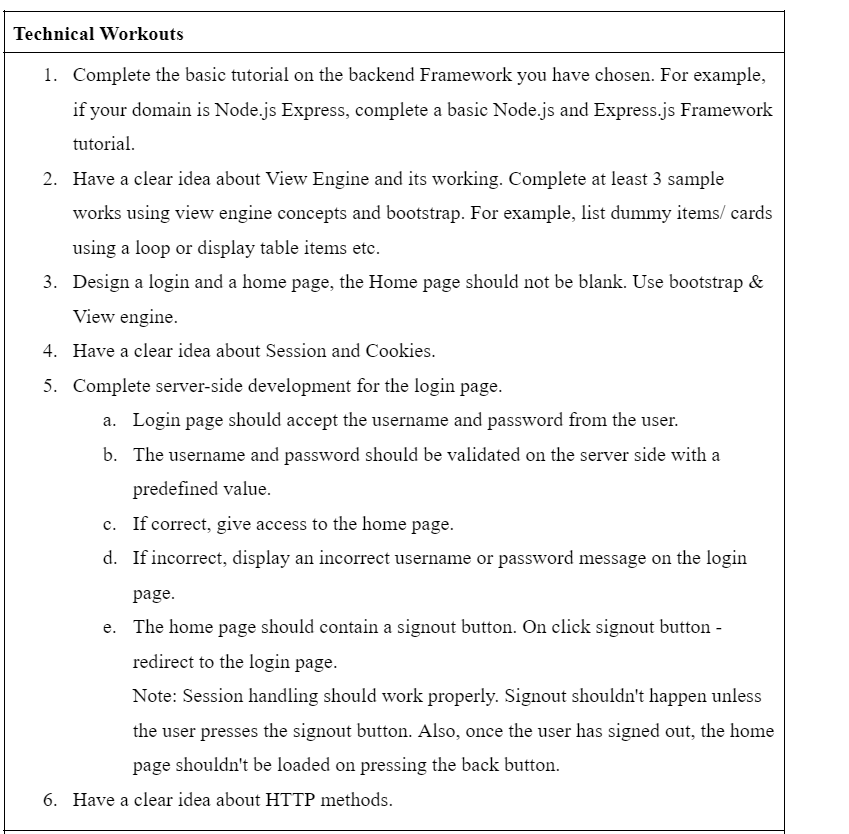 Technical Workouts
1. Complete the basic tutorial on the backend Framework you have chosen. For example,
if your domain is Node.js Express, complete a basic Node.js and Express.js Framework
tutorial.
2. Have a clear idea about View Engine and its working. Complete at least 3 sample
works using view engine concepts and bootstrap. For example, list dummy items/ cards
using a loop or display table items etc.
3. Design a login and a home page, the Home page should not be blank. Use bootstrap &
View engine.
4. Have a clear idea about Session and Cookies.
5. Complete server-side development for the login page.
a. Login page should accept the username and password from the user.
b. The username and password should be validated on the server side with a
predefined value.
c. If correct, give access to the home page.
d. If incorrect, display an incorrect username or password message on the login
page.
e. The home page should contain a signout button. On click signout button -
redirect to the login page.
Note: Session handling should work properly. Signout shouldn't happen unless
the user presses the signout button. Also, once the user has signed out, the home
page shouldn't be loaded on pressing the back button.
6. Have a clear idea about HTTP methods.